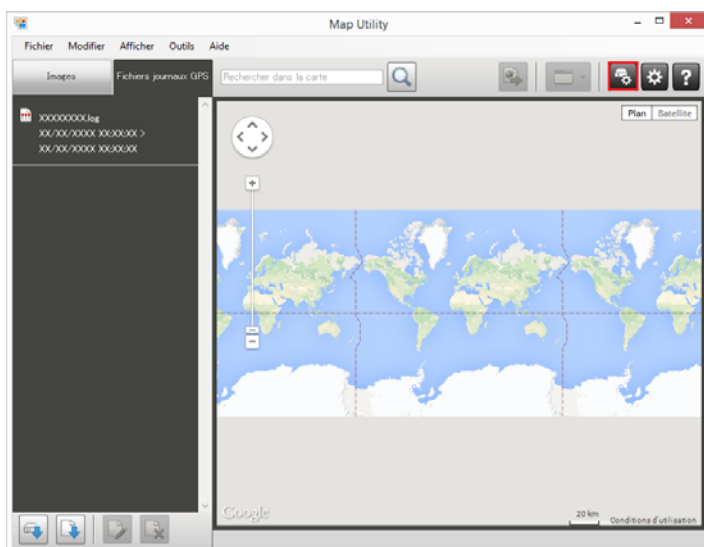 Map Utility
Fichier Modifier Afficher Outils Aide
Images Fichiers journaux GPS Rechercher dans la carte
XXXXXXXX.log
XX/XX/XXXX XX:XX:XX >
XX/XX/XXXX XX:XX:XX
Plan Satellite
Google
20 km
Conditions d'utilisation